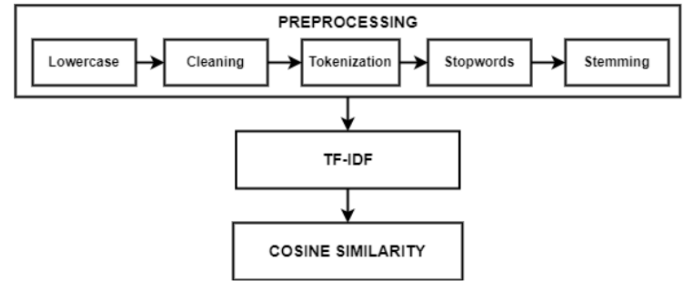 PREPROCESSING
Lowercase
Cleaning
Tokenization
Stopwords
Stemming
TF-IDF
COSINE SIMILARITY